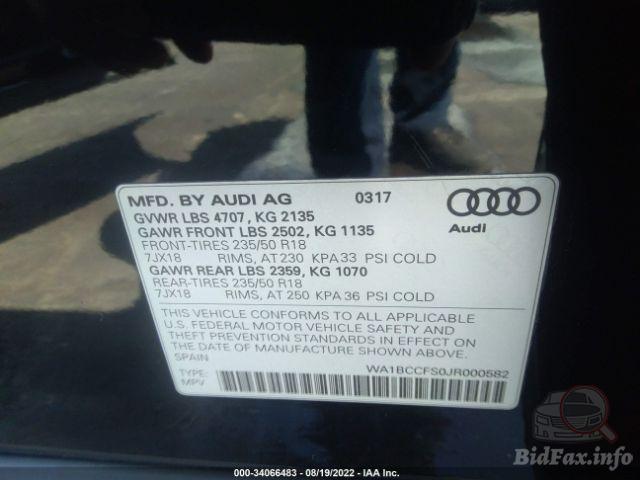 MFD. BY AUDI AG 0317
GVWR LBS 4707, KG 2135
GAWR FRONT LBS 2502, KG 1135
FRONT-TIRES 235/50 R18
7JX18 RIMS, AT 230 KPA 33 PSI COLD
GAWR REAR LBS 2359, KG 1070
REAR-TIRES 235/50 R18
7JX18 RIMS, AT 250 KPA 36 PSI COLD
Audi
THIS VEHICLE CONFORMS TO ALL APPLICABLE
U.S. FEDERAL MOTOR VEHICLE SAFETY AND
THEFT PREVENTION STANDARDS IN EFFECT ON
THE DATE OF MANUFACTURE SHOWN ABOVE.
SPAIN
TYPE: WA1BCCFS0JR000582
MPV
BidFax.info
000-34066483 - 08/19/2022 - IAA Inc.